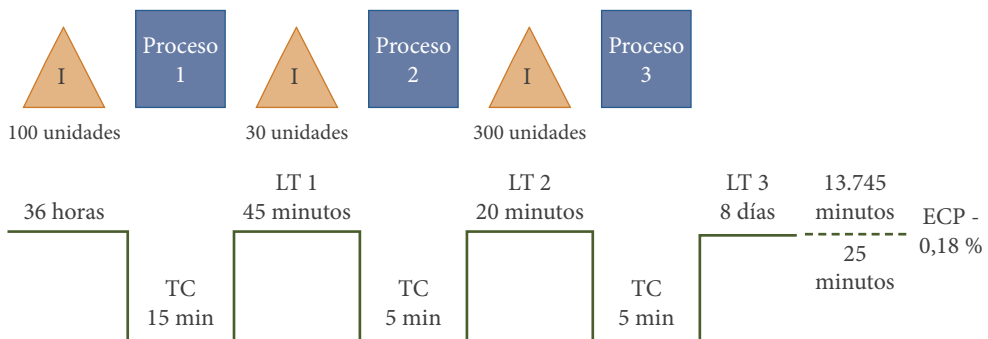 I
Proceso
1
I
Proceso
2
I
Proceso
3
100 unidades
30 unidades
300 unidades
36 horas
LT 1
45 minutos
LT 2
20 minutos
LT 3
8 días
13.745
minutos
25
minutos
ECP -
0,18 %
TC
15 min
TC
5 min
TC
5 min